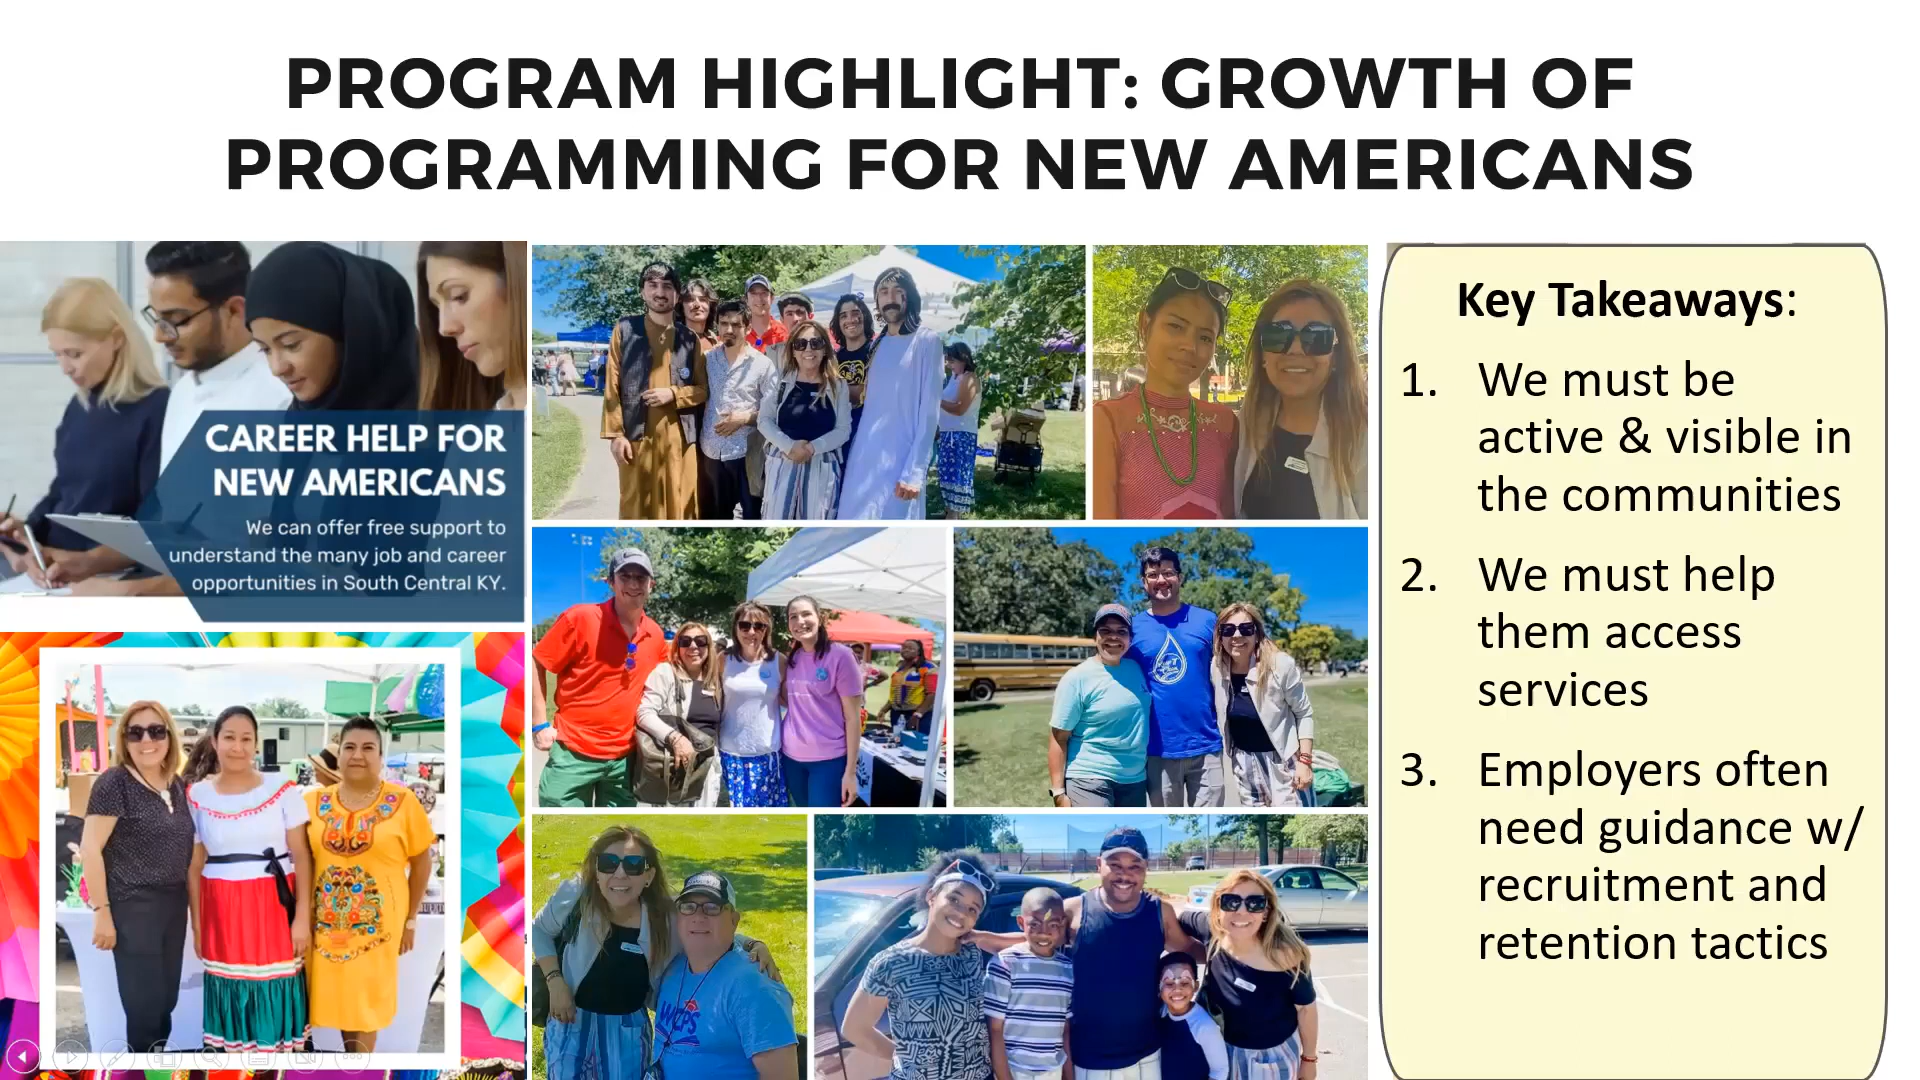 PROGRAM HIGHLIGHT: GROWTH OF
PROGRAMMING FOR NEW AMERICANS
CAREER HELP FOR
NEW AMERICANS
We can offer free support to
understand the many job and career
opportunities in South Central KY.
WCPS
Key Takeaways:
1. We must be
active & visible in
the communities
2. We must help
them access
services
3. Employers often
need guidance w/
recruitment and
retention tactics